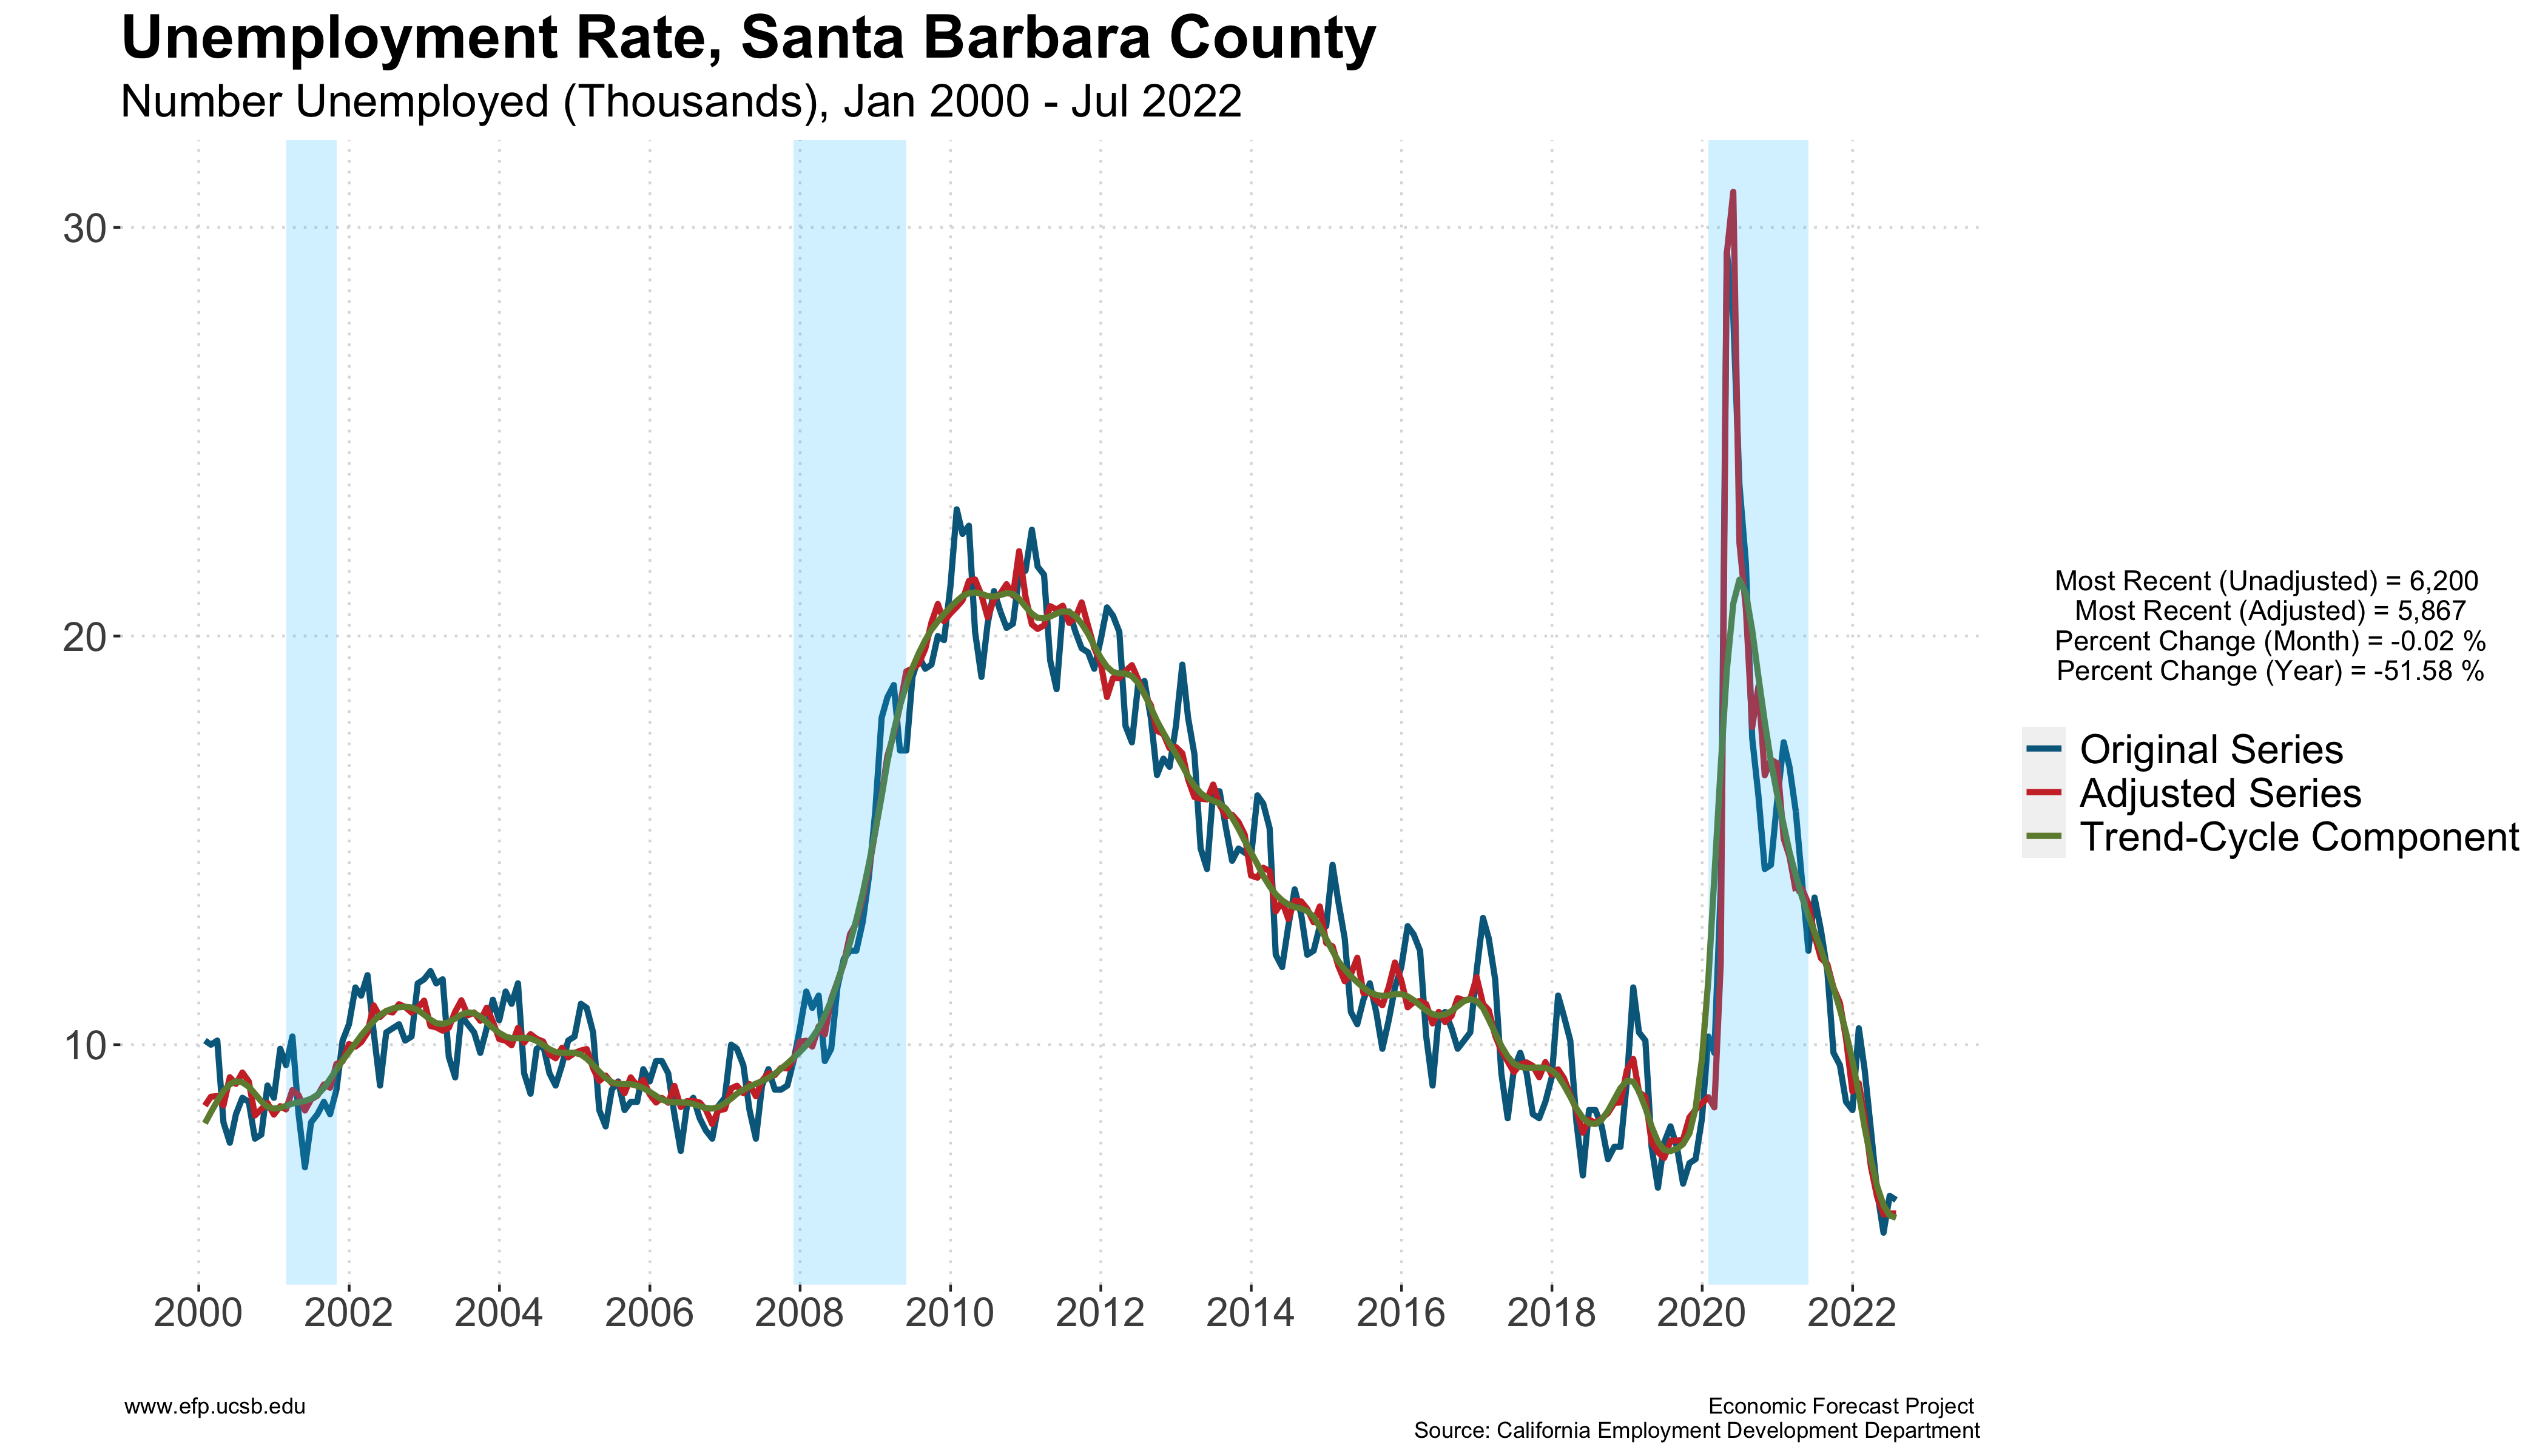 Unemployment Rate, Santa Barbara County
Number Unemployed (Thousands), Jan 2000 - Jul 2022
30
20
10
2000 2002 2004 2006 2008 2010 2012 2014 2016 2018 2020 2022
Most Recent (Unadjusted) = 6,200
Most Recent (Adjusted) = 5,867
Percent Change (Month) = -0.02 %
Percent Change (Year) = -51.58 %
Original Series
Adjusted Series
Trend-Cycle Component
www.efp.ucsb.edu
Economic Forecast Project
Source: California Employment Development Department